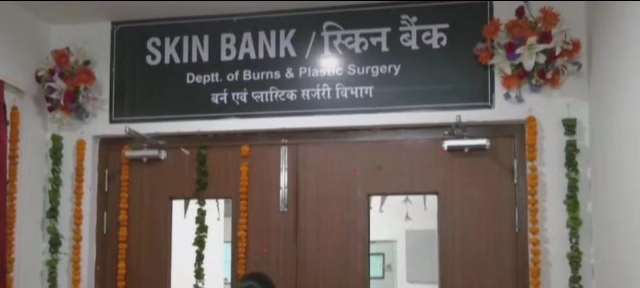 SKIN BANK / स्किन बैंक
Deptt. of Burns & Plastic Surgery
बर्न एवं प्लास्टिक सर्जरी विभाग